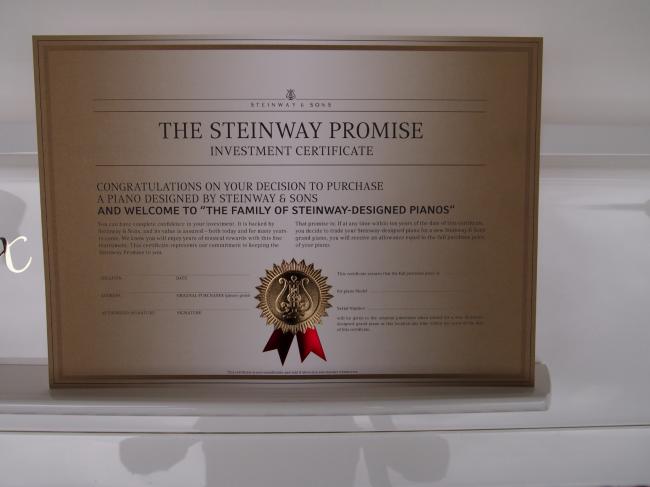 STEINWAY & SONS
THE STEINWAY PROMISE
INVESTMENT CERTIFICATE
CONGRATULATIONS ON YOUR DECISION TO PURCHASE
A PIANO DESIGNED BY STEINWAY & SONS
AND WELCOME TO "THE FAMILY OF STEINWAY-DESIGNED PIANOS"
You can have complete confidence in your investment. It is backed by
Steinway & Sons, and its value is assured – both today and for many years
to come. We know you will enjoy years of musical rewards with this fine
instrument. This certificate represents our commitment to keeping the
Steinway Promise to you.
That promise is: if at any time within ten years of the date of this certificate,
you decide to trade your Steinway-designed piano for a new Steinway & Sons
grand piano, you will receive an allowance equal to the full purchase price
of your piano.
LOCATION
DATE
ADDRESS
ORIGINAL PURCHASER (please print)
AUTHORIZED SIGNATURE
SIGNATURE
This certificate assures that the full purchase price of
for piano Model
Serial Number
will be given to the original purchaser when traded for a new Steinway-
designed grand piano at this location any time within ten years of the date
of this certificate.